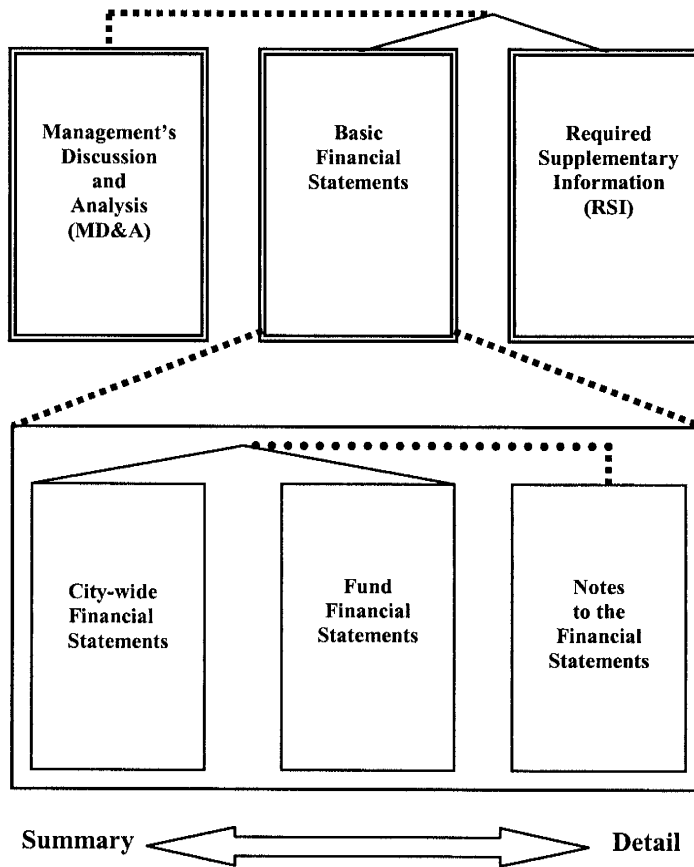 Management's
Discussion
and
Analysis
(MD&A)
Basic
Financial
Statements
Required
Supplementary
Information
(RSI)
City-wide
Financial
Statements
Fund
Financial
Statements
Notes
to the
Financial
Statements
Summary
Detail